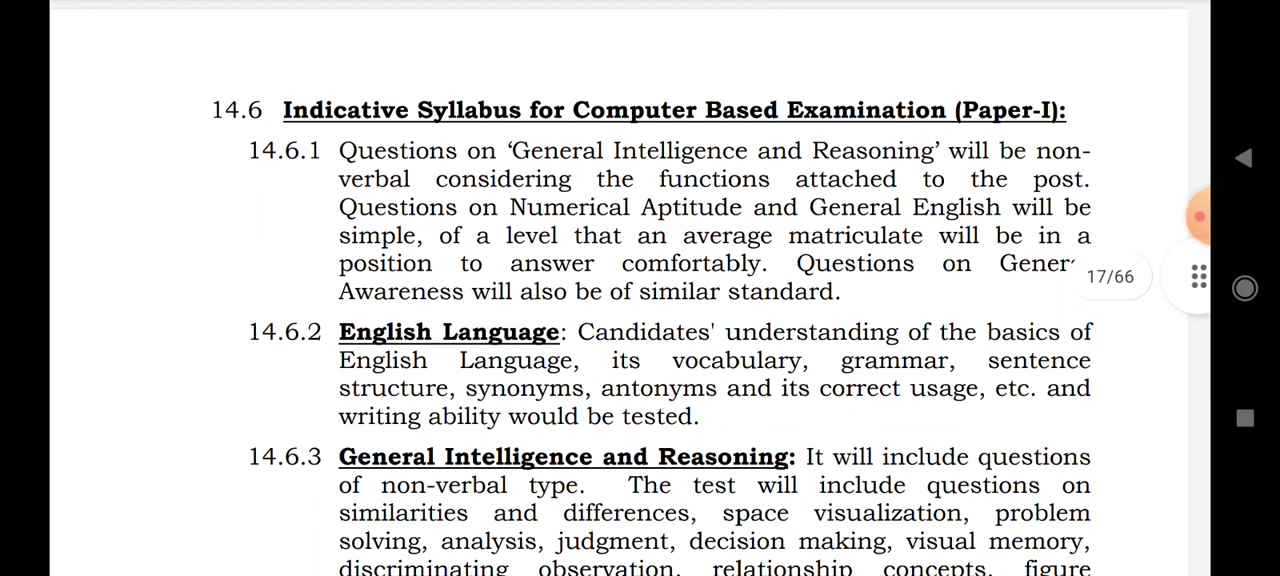 14.6 Indicative Syllabus for Computer Based Examination (Paper-I):
14.6.1 Questions on ‘General Intelligence and Reasoning’ will be non-
verbal considering the functions attached to the post.
Questions on Numerical Aptitude and General English will be
simple, of a level that an average matriculate will be in a
position to answer comfortably. Questions on Gener
17/66
Awareness will also be of similar standard.
14.6.2 English Language: Candidates' understanding of the basics of
English Language, its vocabulary, grammar, sentence
structure, synonyms, antonyms and its correct usage, etc. and
writing ability would be tested.
14.6.3 General Intelligence and Reasoning: It will include questions
of non-verbal type. The test will include questions on
similarities and differences, space visualization, problem
solving, analysis, judgment, decision making, visual memory,
discriminating observation, relationship concepts, figure